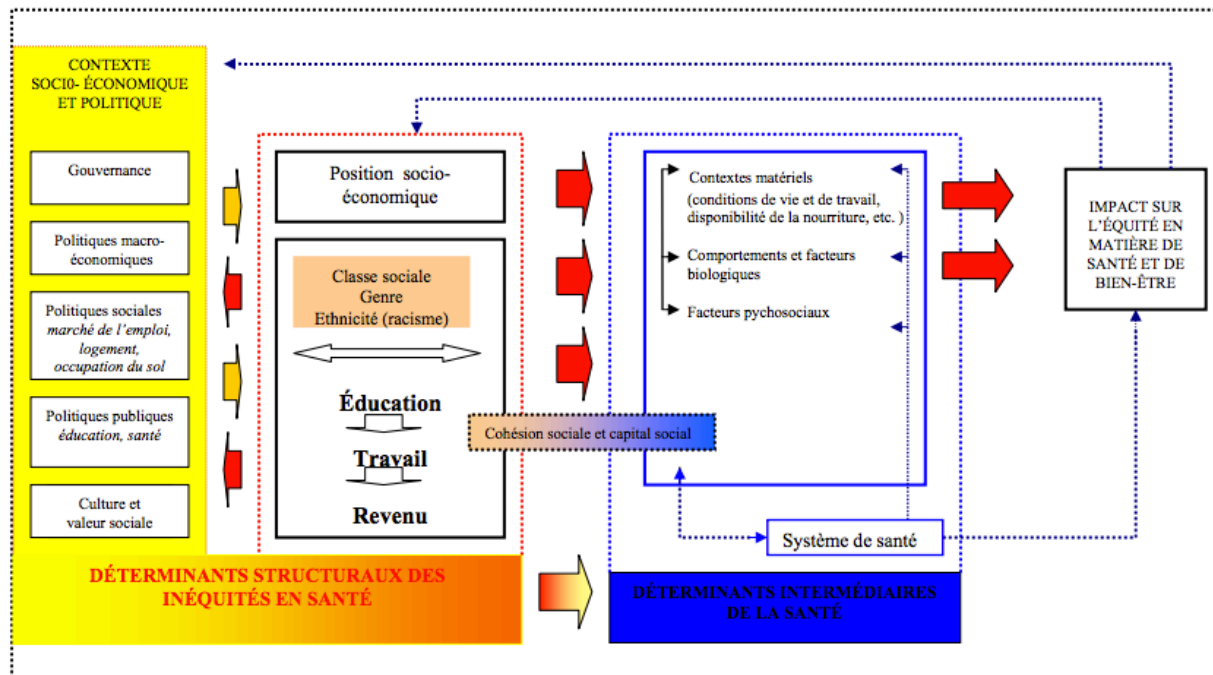 CONTEXTE
SOCI0- ÉCONOMIQUE
ET POLITIQUE
Gouvernance
Politiques macro-
économiques
Politiques sociales
marché de l'emploi,
logement,
occupation du sol
Politiques publiques
éducation, santé
Culture et
valeur sociale
Position socio-
économique
Classe sociale
Genre
Ethnicité (racisme)
Éducation
Travail
Revenu
Cohésion sociale et capital social
Contextes matériels
(conditions de vie et de travail,
disponibilité de la nourriture, etc. )
Comportements et facteurs
biologiques
Facteurs pychosociaux
Système de santé
IMPACT SUR
L'ÉQUITÉ EN
MATIÈRE DE
SANTÉ ET DE
BIEN-ÊTRE
DÉTERMINANTS STRUCTURAUX DES
INÉQUITÉS EN SANTÉ
DÉTERMINANTS INTERMÉDIAIRES
DE LA SANTÉ